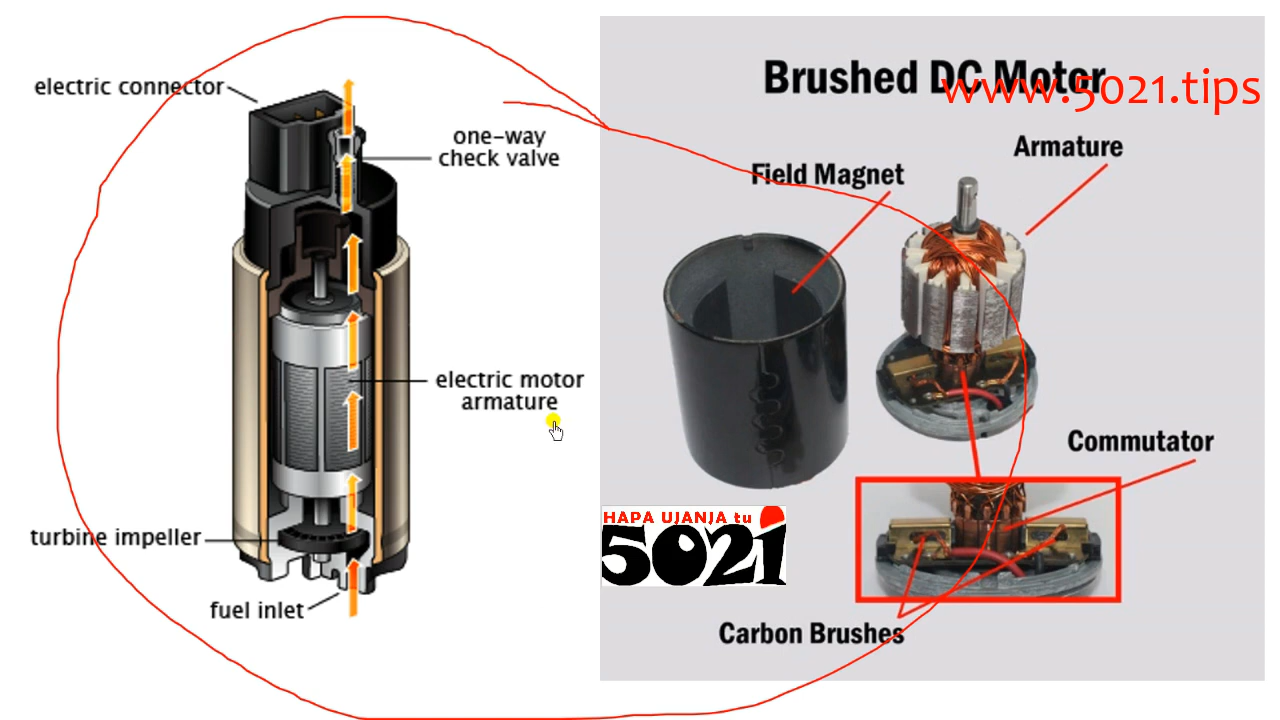 electric connector
one-way
check valve
electric motor
armature
turbine impeller
fuel inlet
Brushed DC Motor
www.5021.tips
Armature
Field Magnet
Commutator
HAPA UJANJA tu
5021
Carbon Brushes